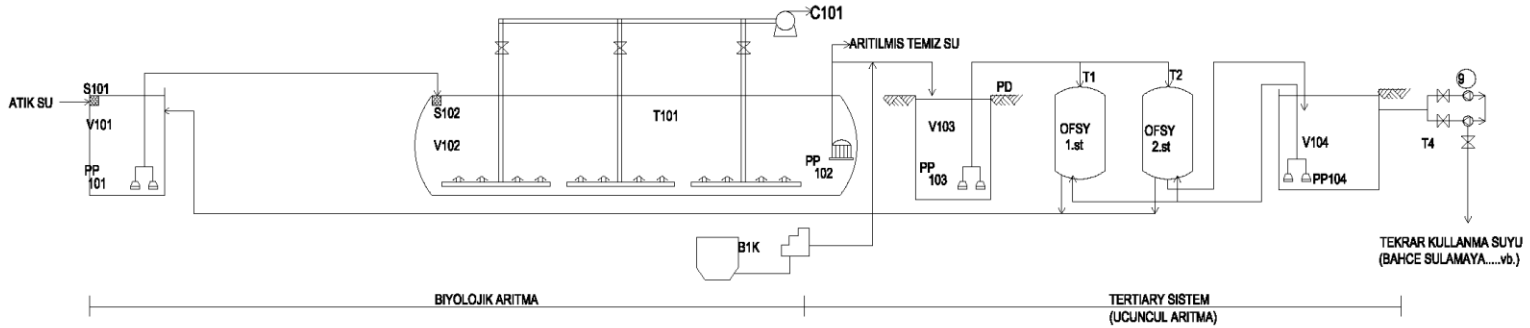 C101
ARITILMIS TEMIZ SU
ATIK SU
S101
V101
PP
101
S102
V102
T101
PP
102
V103
PP
103
PD
T1
T2
OFSY
1.st
OFSY
2.st
V104
PP104
9
T4
B1K
TEKRAR KULLANMA SUYU
(BAHCE SULAMAYA.....vb.)
BIYOLOJIK ARITMA
TERTIARY SISTEM
(UCUNCUL ARITMA)